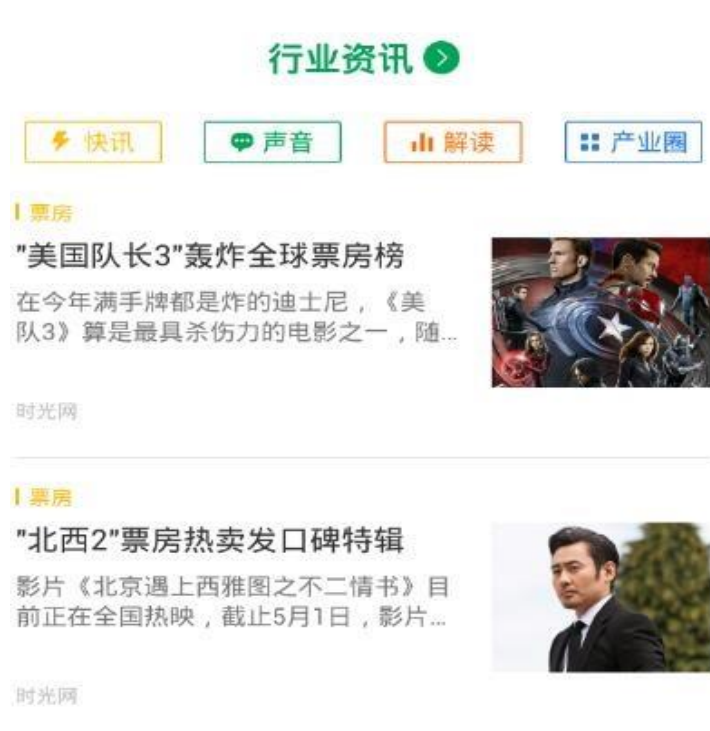 行业资讯
快讯 声音 解读 产业圈
票房
"美国队长3"轰炸全球票房榜
在今年满手牌都是炸的迪士尼，《美
队3》算是最具杀伤力的电影之一，随...
时光网
票房
"北西2"票房热卖发口碑特辑
影片《北京遇上西雅图之不二情书》目
前正在全国热映，截止5月1日，影片...
时光网